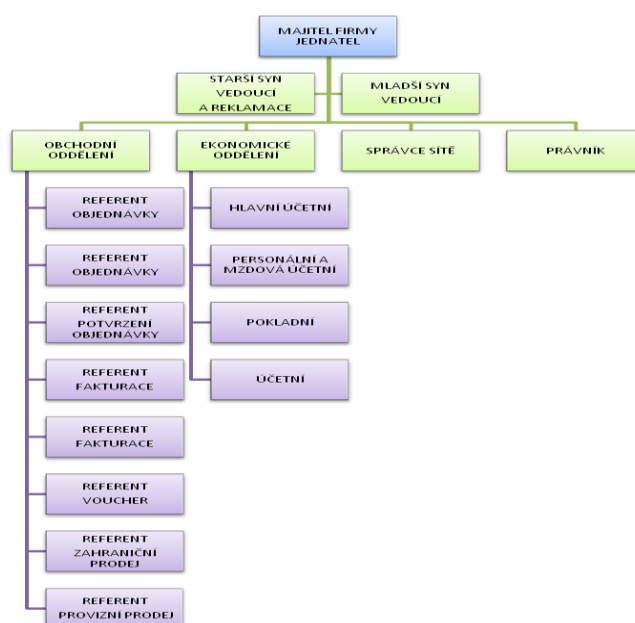 MAJITEL FIRMY
JEDNATEL
STARŠÍ SYN
VEDOUCÍ
A REKLAMACE
MLADŠÍ SYN
VEDOUCÍ
OBCHODNÍ
ODDĚLENÍ
EKONOMICKÉ
ODDĚLENÍ
SPRÁVCE SÍTĚ
PRÁVNÍK
REFERENT
OBJEDNÁVKY
REFERENT
OBJEDNÁVKY
REFERENT
POTVRZENÍ
OBJEDNÁVKY
REFERENT
FAKTURACE
REFERENT
FAKTURACE
REFERENT
VOUCHER
REFERENT
ZAHRANIČNÍ
PRODEJ
REFERENT
PROVIZNÍ PRODEJ
HLAVNÍ ÚČETNÍ
PERSONÁLNÍ A
MZDOVÁ ÚČETNÍ
POKLADNÍ
ÚČETNÍ